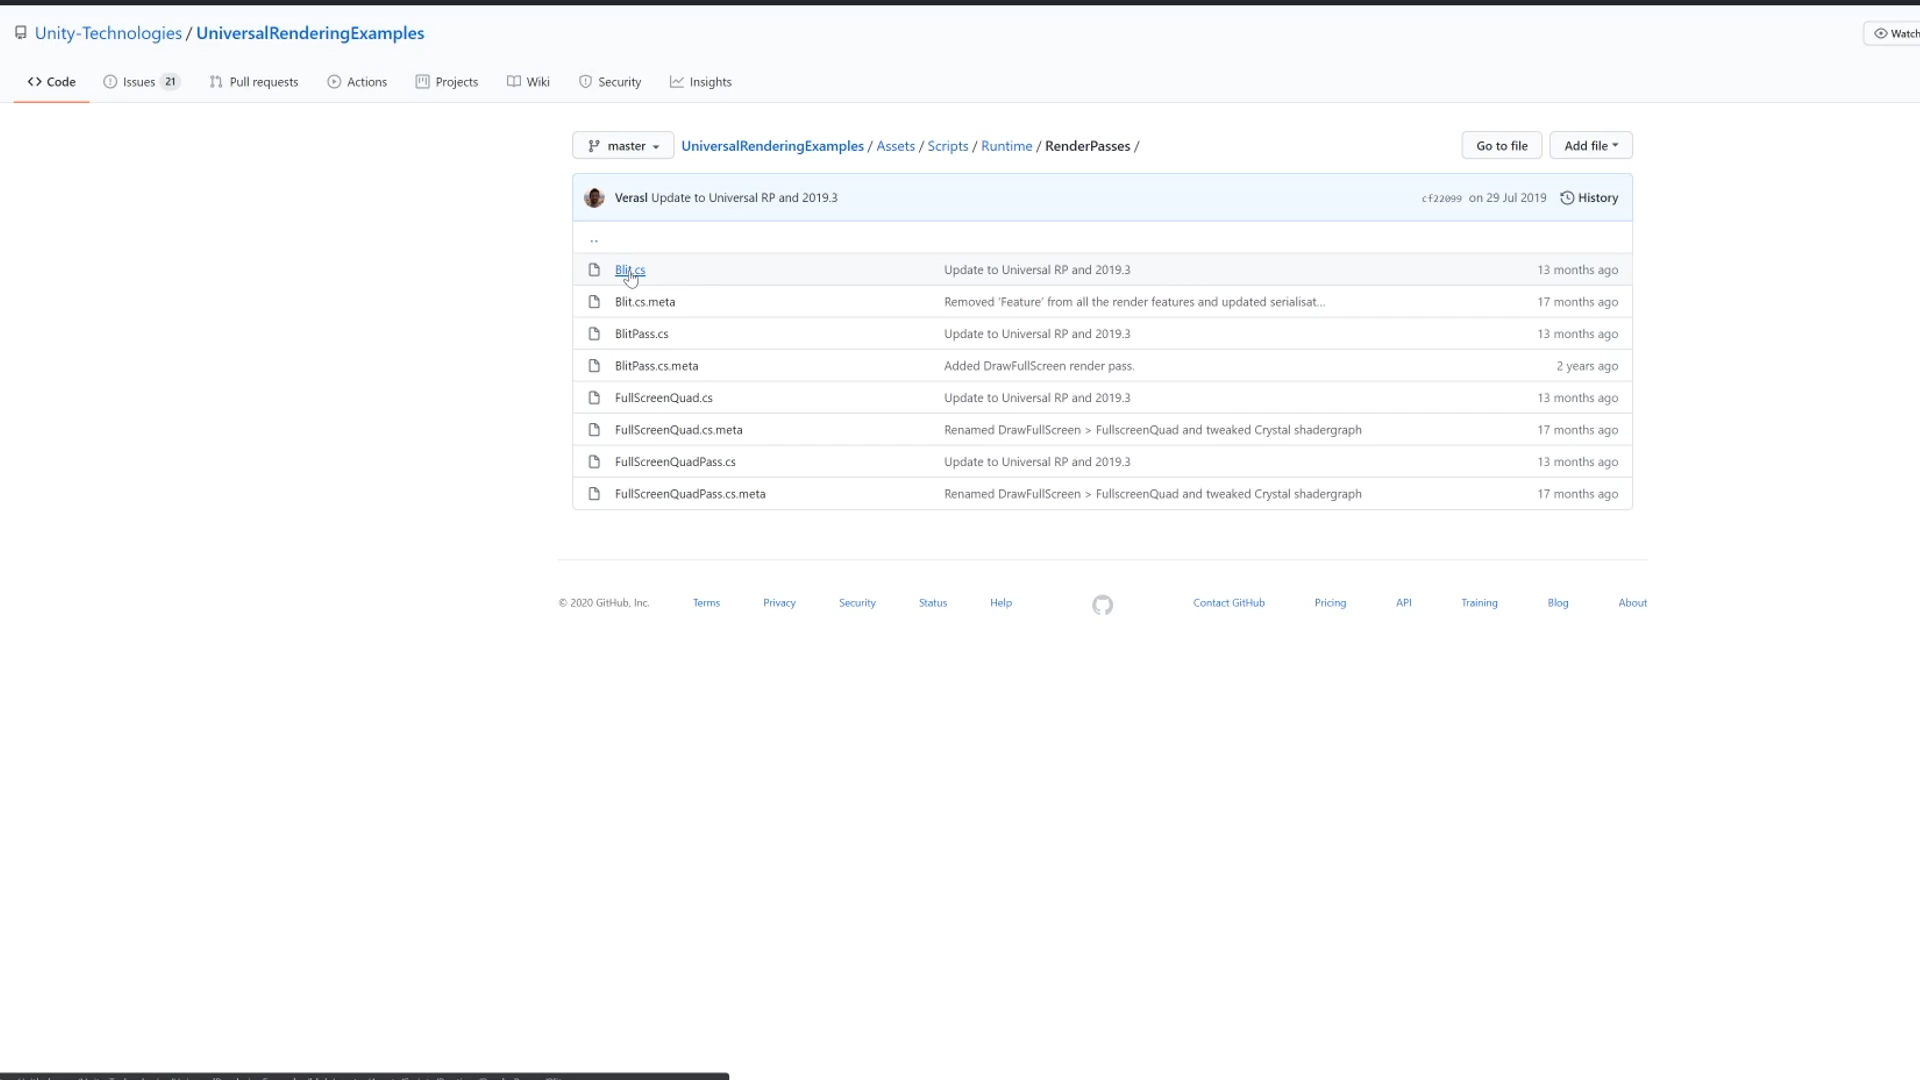 Unity-Technologies / UniversalRenderingExamples
Watch
Code Issues 21 Pull requests Actions Projects Wiki Security Insights
master UniversalRenderingExamples / Assets / Scripts / Runtime / RenderPasses / Go to file Add file
Verasl Update to Universal RP and 2019.3 cf22099 on 29 Jul 2019 History
..
Blit.cs Update to Universal RP and 2019.3 13 months ago
Blit.cs.meta Removed 'Feature' from all the render features and updated serialisat... 17 months ago
BlitPass.cs Update to Universal RP and 2019.3 13 months ago
BlitPass.cs.meta Added DrawFullScreen render pass. 2 years ago
FullScreenQuad.cs Update to Universal RP and 2019.3 13 months ago
FullScreenQuad.cs.meta Renamed DrawFullScreen > FullscreenQuad and tweaked Crystal shadergraph 17 months ago
FullScreenQuadPass.cs Update to Universal RP and 2019.3 13 months ago
FullScreenQuadPass.cs.meta Renamed DrawFullScreen > FullscreenQuad and tweaked Crystal shadergraph 17 months ago
© 2020 GitHub, Inc. Terms Privacy Security Status Help Contact GitHub Pricing API Training Blog About